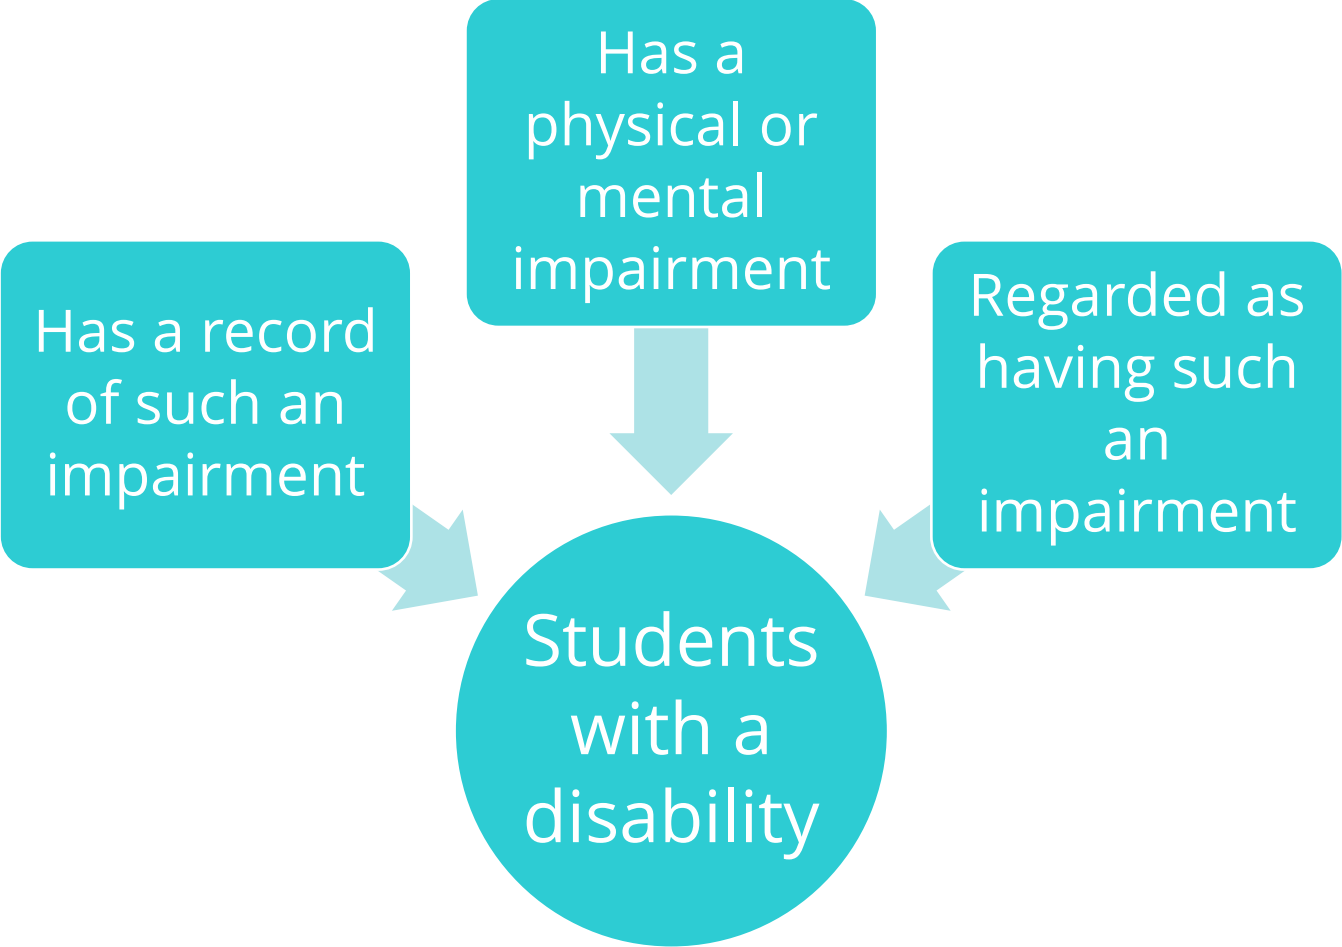 Has a
physical or
mental
impairment
Has a record
of such an
impairment
Regarded as
having such
an
impairment
Students
with a
disability